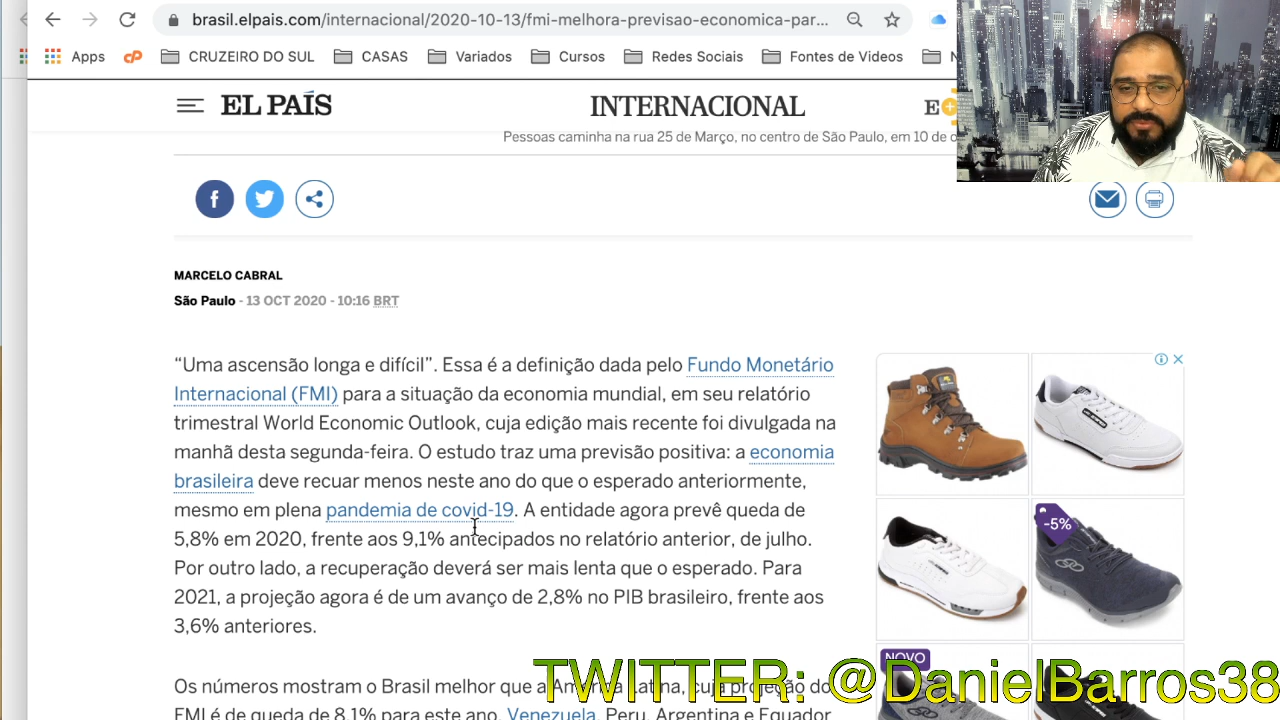 brasil.elpais.com/internacional/2020-10-13/fmi-melhora-previsao-economica-par...
Apps
CRUZEIRO DO SUL
CASAS
Variados
Cursos
Redes Sociais
Fontes de Videos
EL PAÍS
INTERNACIONAL
E+
Pessoas caminha na rua 25 de Março, no centro de São Paulo, em 10 de
MARCELO CABRAL
São Paulo - 13 OCT 2020 - 10:16 BRT
“Uma ascensão longa e difícil”. Essa é a definição dada pelo Fundo Monetário
Internacional (FMI) para a situação da economia mundial, em seu relatório
trimestral World Economic Outlook, cuja edição mais recente foi divulgada na
manhã desta segunda-feira. O estudo traz uma previsão positiva: a economia
brasileira deve recuar menos neste ano do que o esperado anteriormente,
mesmo em plena pandemia de covid-19. A entidade agora prevê queda de
5,8% em 2020, frente aos 9,1% antecipados no relatório anterior, de julho.
Por outro lado, a recuperação deverá ser mais lenta que o esperado. Para
2021, a projeção agora é de um avanço de 2,8% no PIB brasileiro, frente aos
3,6% anteriores.
-5%
NOVO
Os números mostram o Brasil melhor que a América Latina, cuja projeção do
FMI é de queda de 8,1% para este ano. Venezuela, Peru, Argentina e Equador
TWITTER: @DanielBarros38